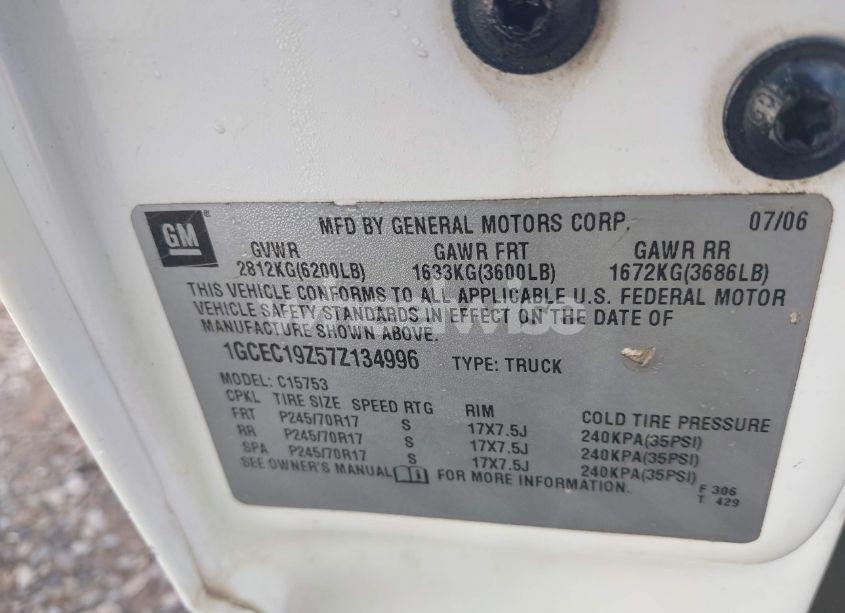 GM
MFD BY GENERAL MOTORS CORP. 07/06
GVWR GAWR FRT GAWR RR
2812KG(6200LB) 1633KG(3600LB) 1672KG(3686LB)
THIS VEHICLE CONFORMS TO ALL APPLICABLE U.S. FEDERAL MOTOR
VEHICLE SAFETY STANDARDS IN EFFECT ON THE DATE OF
MANUFACTURE SHOWN ABOVE.
1GCEC19Z57Z134996 TYPE: TRUCK
MODEL: C15753
CPKL TIRE SIZE SPEED RTG RIM COLD TIRE PRESSURE
FRT P245/70R17 S 17X7.5J 240KPA(35PSI)
RR P245/70R17 S 17X7.5J 240KPA(35PSI)
SPA P245/70R17 S 17X7.5J 240KPA(35PSI)
SEE OWNER'S MANUAL FOR MORE INFORMATION.
F 306
T 429